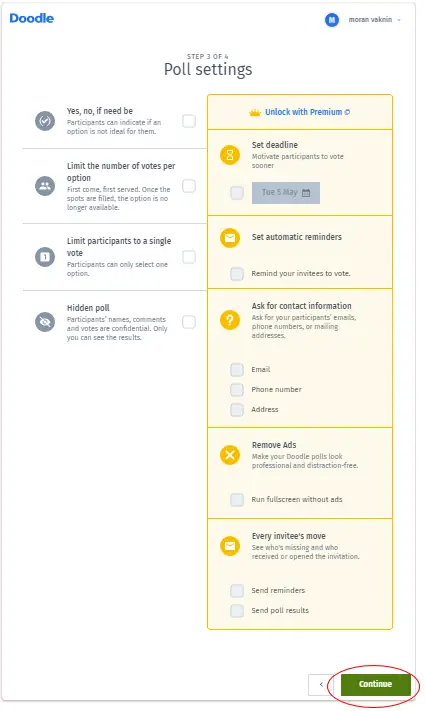 Doodle
M moran vaknin
STEP 3 OF 4
Poll settings
Yes, no, if need be
Participants can indicate if an
option is not ideal for them.
Limit the number of votes per
option
First come, first served. Once the
spots are filled, the option is no
longer available.
1
Limit participants to a single
vote
Participants can only select one
option.
Hidden poll
Participants' names, comments
and votes are confidential. Only
you can see the results.
Unlock with Premium
Set deadline
Motivate participants to vote
sooner
Tue 5 May
Set automatic reminders
Remind your invitees to vote.
?
Ask for contact information
Ask for your participants' emails,
phone numbers, or mailing
addresses.
Email
Phone number
Address
Remove Ads
Make your Doodle polls look
professional and distraction-free.
Run fullscreen without ads
Every invitee's move
See who's missing and who
received or opened the invitation.
Send reminders
Send poll results
Continue